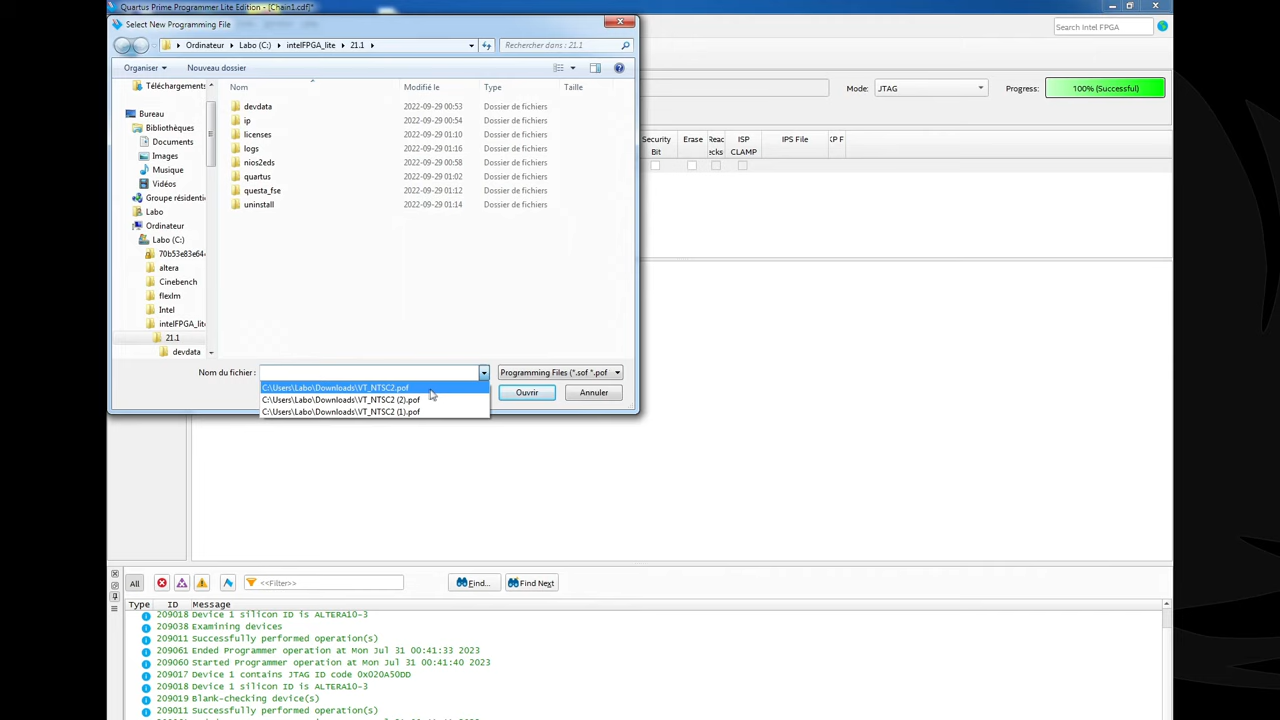 Quartus Prime Programmer Lite Edition - [Chain1.cdf]*
Select New Programming File
Search Intel FPGA
Ordinateur Labo (C:) intelFPGA_lite 21.1
Rechercher dans : 21.1
Organiser Nouveau dossier
Mode: JTAG Progress: 100% (Successful)
Téléchargements
Bureau
Bibliothèques
Documents
Images
Musique
Vidéos
Groupe résidenti
Labo
Ordinateur
Labo (C:)
70b53e83e64
altera
Cinebench
flexlm
Intel
intelFPGA_lite
21.1
devdata
Nom Modifié le Type Taille
devdata 2022-09-29 00:53 Dossier de fichiers
ip 2022-09-29 00:54 Dossier de fichiers
licenses 2022-09-29 01:10 Dossier de fichiers
logs 2022-09-29 01:16 Dossier de fichiers
nios2eds 2022-09-29 00:58 Dossier de fichiers
quartus 2022-09-29 01:02 Dossier de fichiers
questa_fse 2022-09-29 01:12 Dossier de fichiers
uninstall 2022-09-29 01:14 Dossier de fichiers
Security
Bit
Erase
ISP
CLAMP
IPS File
Nom du fichier : Programming Files (*.sof *.pof
C:\Users\Labo\Downloads\VT_NTSC2.pof
C:\Users\Labo\Downloads\VT_NTSC2 (2).pof
C:\Users\Labo\Downloads\VT_NTSC2 (1).pof
Ouvrir Annuler
All <<Filter>> Find... Find Next
Type ID Message
209018 Device 1 silicon ID is ALTERA10-3
209038 Examining devices
209011 Successfully performed operation(s)
209061 Ended Programmer operation at Mon Jul 31 00:41:33 2023
209060 Started Programmer operation at Mon Jul 31 00:41:40 2023
209017 Device 1 contains JTAG ID code 0x020A50DD
209018 Device 1 silicon ID is ALTERA10-3
209019 Blank-checking device(s)
209011 Successfully performed operation(s)